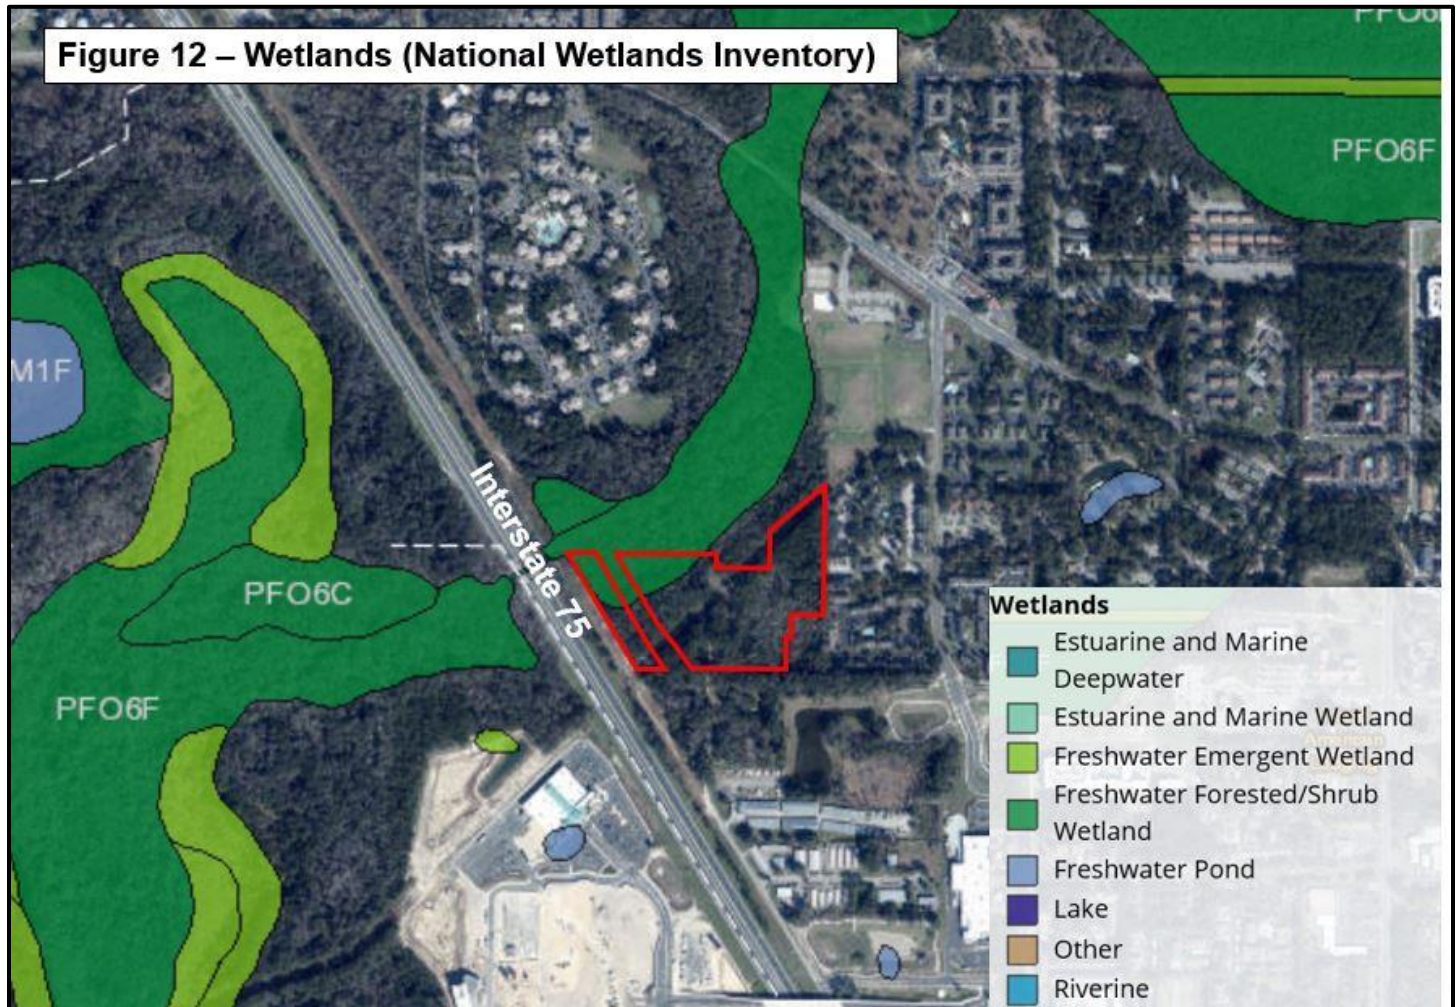 PFO6F
Figure 12 – Wetlands (National Wetlands Inventory)
PFO6F
M1F
Interstate 75
PFO6C
PFO6F
Wetlands
Estuarine and Marine
Deepwater
Estuarine and Marine Wetland
Freshwater Emergent Wetland
Freshwater Forested/Shrub
Wetland
Freshwater Pond
Lake
Other
Riverine